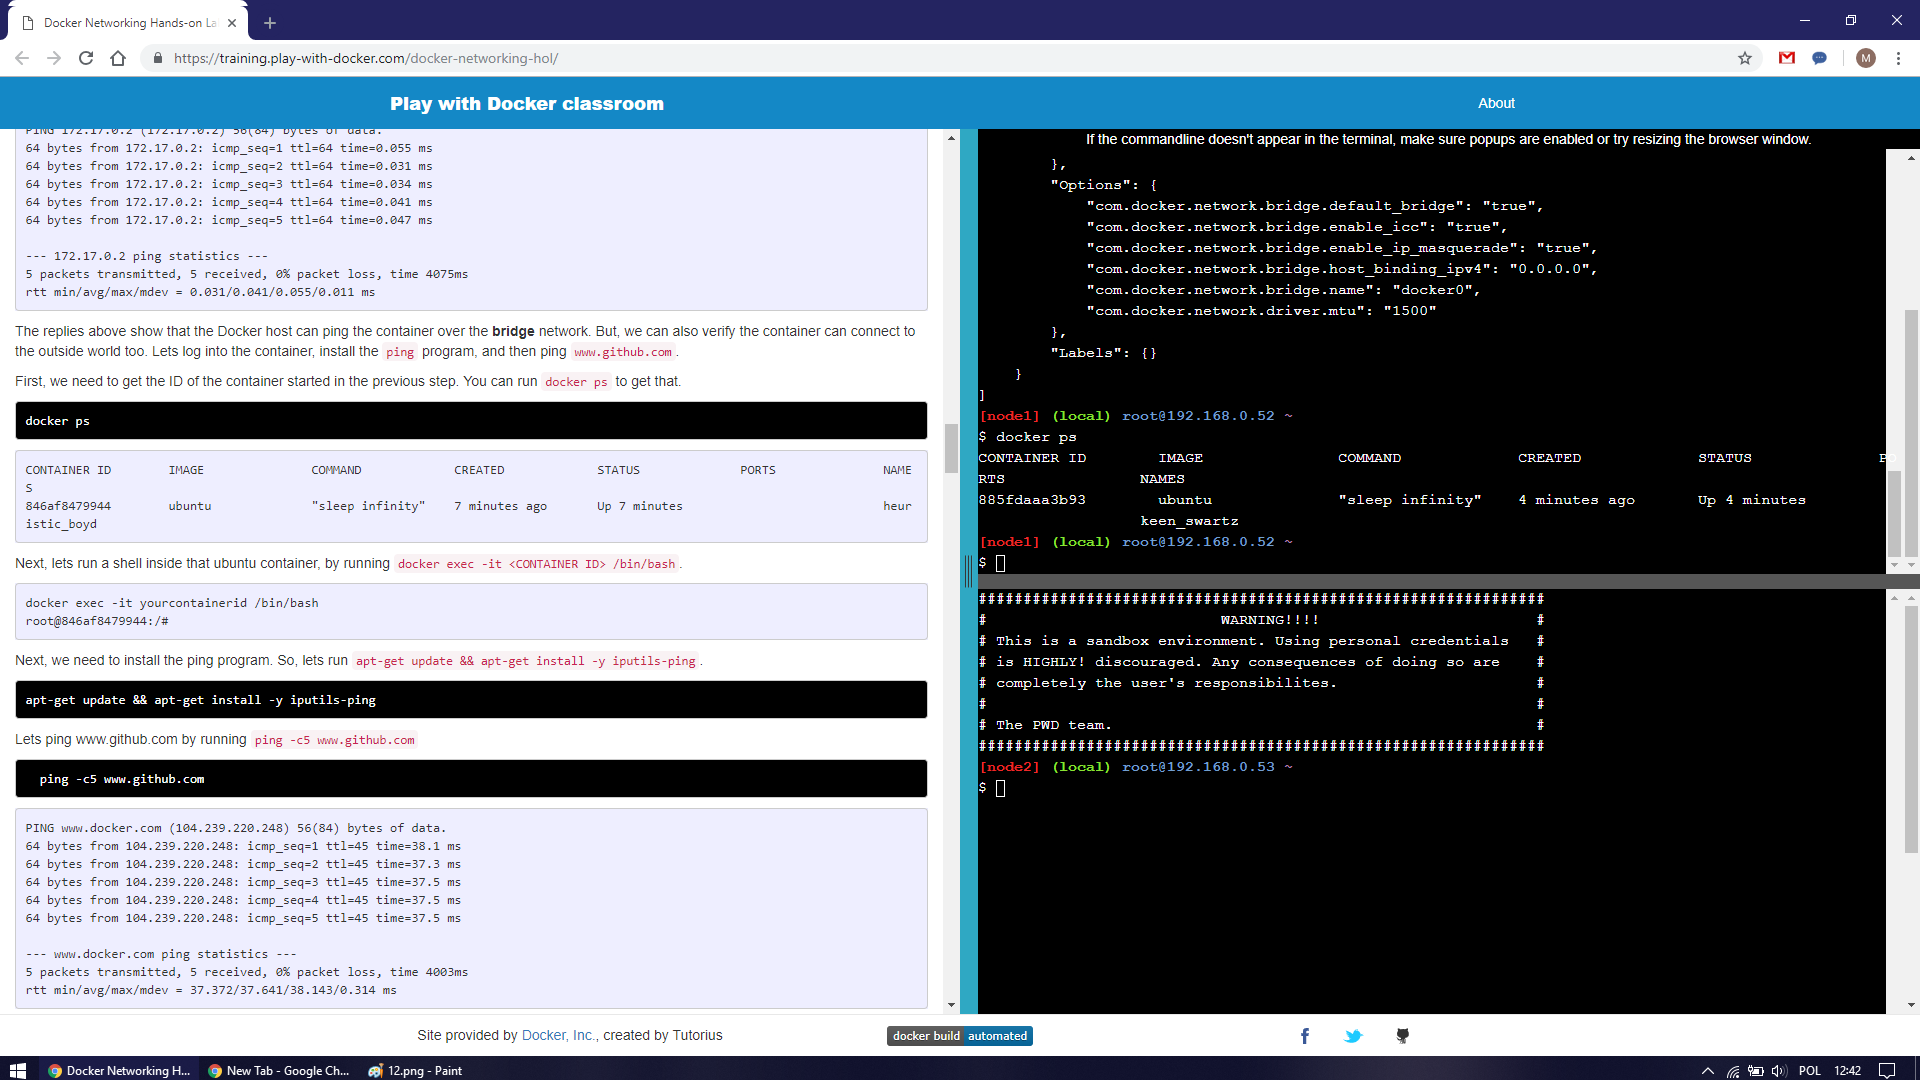 Docker Networking Hands-on La
https://training.play-with-docker.com/docker-networking-hol/
M
Play with Docker classroom
About
PING 172.17.0.2 (172.17.0.2) 56(84) bytes of data.
64 bytes from 172.17.0.2: icmp_seq=1 ttl=64 time=0.055 ms
64 bytes from 172.17.0.2: icmp_seq=2 ttl=64 time=0.031 ms
64 bytes from 172.17.0.2: icmp_seq=3 ttl=64 time=0.034 ms
64 bytes from 172.17.0.2: icmp_seq=4 ttl=64 time=0.041 ms
64 bytes from 172.17.0.2: icmp_seq=5 ttl=64 time=0.047 ms
--- 172.17.0.2 ping statistics ---
5 packets transmitted, 5 received, 0% packet loss, time 4075ms
rtt min/avg/max/mdev = 0.031/0.041/0.055/0.011 ms
The replies above show that the Docker host can ping the container over the bridge network. But, we can also verify the container can connect to
the outside world too. Lets log into the container, install the ping program, and then ping www.github.com.
First, we need to get the ID of the container started in the previous step. You can run docker ps to get that.
docker ps
CONTAINER ID IMAGE COMMAND CREATED STATUS PORTS NAME
S
846af8479944 ubuntu "sleep infinity" 7 minutes ago Up 7 minutes heur
istic_boyd
Next, lets run a shell inside that ubuntu container, by running docker exec -it <CONTAINER ID> /bin/bash.
docker exec -it yourcontainerid /bin/bash
root@846af8479944:/#
Next, we need to install the ping program. So, lets run apt-get update && apt-get install -y iputils-ping.
apt-get update && apt-get install -y iputils-ping
Lets ping www.github.com by running ping -c5 www.github.com
ping -c5 www.github.com
PING www.docker.com (104.239.220.248) 56(84) bytes of data.
64 bytes from 104.239.220.248: icmp_seq=1 ttl=45 time=38.1 ms
64 bytes from 104.239.220.248: icmp_seq=2 ttl=45 time=37.3 ms
64 bytes from 104.239.220.248: icmp_seq=3 ttl=45 time=37.5 ms
64 bytes from 104.239.220.248: icmp_seq=4 ttl=45 time=37.5 ms
64 bytes from 104.239.220.248: icmp_seq=5 ttl=45 time=37.5 ms
--- www.docker.com ping statistics ---
5 packets transmitted, 5 received, 0% packet loss, time 4003ms
rtt min/avg/max/mdev = 37.372/37.641/38.143/0.314 ms
If the commandline doesn't appear in the terminal, make sure popups are enabled or try resizing the browser window.
},
"Options": {
"com.docker.network.bridge.default_bridge": "true",
"com.docker.network.bridge.enable_icc": "true",
"com.docker.network.bridge.enable_ip_masquerade": "true",
"com.docker.network.bridge.host_binding_ipv4": "0.0.0.0",
"com.docker.network.bridge.name": "docker0",
"com.docker.network.driver.mtu": "1500"
},
"Labels": {}
}
]
[node1] (local) root@192.168.0.52 ~
$ docker ps
CONTAINER ID IMAGE COMMAND CREATED STATUS PO
RTS NAMES
885fdaaa3b93 ubuntu "sleep infinity" 4 minutes ago Up 4 minutes
keen_swartz
[node1] (local) root@192.168.0.52 ~
$
###############################################################
# WARNING!!!! #
# This is a sandbox environment. Using personal credentials #
# is HIGHLY! discouraged. Any consequences of doing so are #
# completely the user's responsibilites. #
# #
# The PWD team. #
###############################################################
[node2] (local) root@192.168.0.53 ~
$
Site provided by Docker, Inc., created by Tutorius
docker build automated
Docker Networking H...
New Tab - Google Ch...
12.png - Paint
POL
12:42